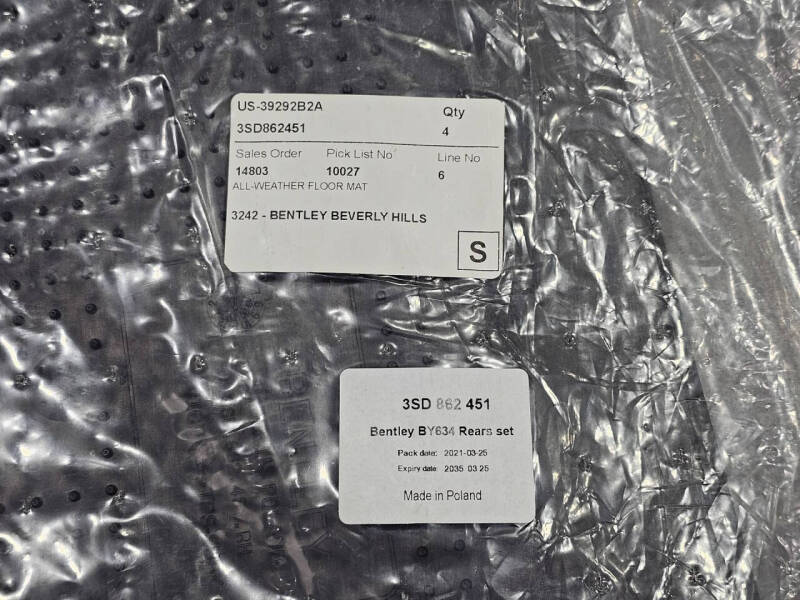 US-39292B2A Qty
3SD862451 4
Sales Order Pick List No Line No
14803 10027 6
ALL-WEATHER FLOOR MAT
3242 - BENTLEY BEVERLY HILLS
S
3SD 862 451
Bentley BY634 Rears set
Pack date: 2021-03-25
Expiry date: 2035 03 25
Made in Poland